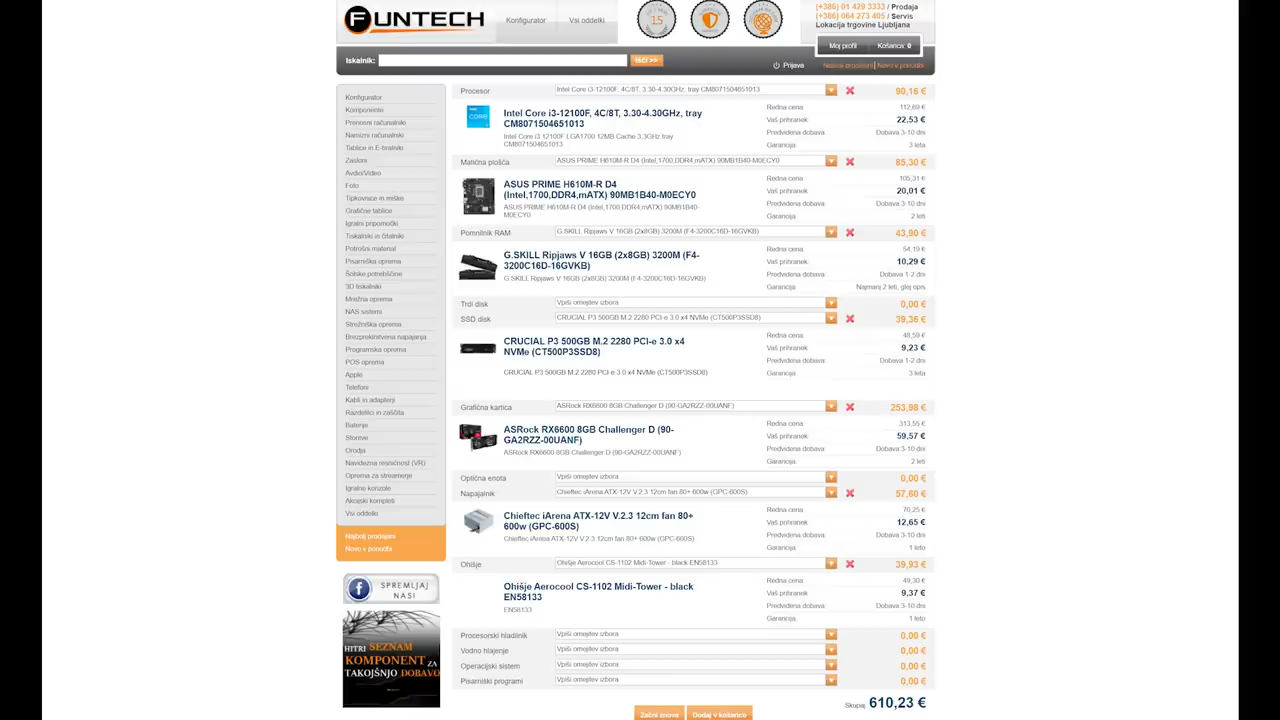 FUNTECH
Konfigurator
Vsi oddelki
15
(+386) 01 429 3333 / Prodaja
(+386) 064 273 405 / Servis
Lokacija trgovine Ljubljana
Moj profil
Košarica: 0
Iskalnik:
Išči >>
Prijava
Najbolj prodajani | Novo v ponudbi
Konfigurator
Komponente
Prenosni računalniki
Namizni računalniki
Tablice in E-bralniki
Zasloni
Avdio/Video
Foto
Tipkovnice in miške
Grafične tablice
Igralni pripomočki
Tiskalniki in čitalniki
Potrošni material
Pisarniška oprema
Šolske potrebščine
3D tiskalniki
Mrežna oprema
NAS sistemi
Strežniška oprema
Brezprekinitvena napajanja
Programska oprema
POS oprema
Apple
Telefoni
Kabli in adapterji
Razdelilci in zaščita
Baterije
Storitve
Orodja
Navidezna resničnost (VR)
Oprema za streamerje
Igralne konzole
Akcijski kompleti
Vsi oddelki
Najbolj prodajani
Novo v ponudbi
SPREMLJAJ
NAS!
HITRI SEZNAM
KOMPONENT ZA
TAKOJŠNJO DOBAVO
Procesor
Intel Core i3-12100F, 4C/8T, 3.30-4.30GHz, tray CM8071504651013
90,16 €
Intel Core i3-12100F, 4C/8T, 3.30-4.30GHz, tray
CM8071504651013
Intel Core i3 12100F LGA1700 12MB Cache 3,3GHz tray
CM8071504651013
Redna cena: 112,69 €
Vaš prihranek: 22,53 €
Predvidena dobava: Dobava 3-10 dni
Garancija: 3 leta
Matična plošča
ASUS PRIME H610M-R D4 (Intel,1700,DDR4,mATX) 90MB1B40-M0ECY0
85,30 €
ASUS PRIME H610M-R D4
(Intel,1700,DDR4,mATX) 90MB1B40-M0ECY0
ASUS PRIME H610M-R D4 (Intel,1700,DDR4,mATX) 90MB1B40-
M0ECY0
Redna cena: 105,31 €
Vaš prihranek: 20,01 €
Predvidena dobava: Dobava 3-10 dni
Garancija: 2 leti
Pomnilnik RAM
G.SKILL Ripjaws V 16GB (2x8GB) 3200M (F4-3200C16D-16GVKB)
43,90 €
G.SKILL Ripjaws V 16GB (2x8GB) 3200M (F4-
3200C16D-16GVKB)
G.SKILL Ripjaws V 16GB (2x8GB) 3200M (F4-3200C16D-16GVKB)
Redna cena: 54,19 €
Vaš prihranek: 10,29 €
Predvidena dobava: Dobava 1-2 dni
Garancija: Najmanj 2 leti, glej opis
Trdi disk
Vpiši omejitev izbora
0,00 €
SSD disk
CRUCIAL P3 500GB M.2 2280 PCI-e 3.0 x4 NVMe (CT500P3SSD8)
39,36 €
CRUCIAL P3 500GB M.2 2280 PCI-e 3.0 x4
NVMe (CT500P3SSD8)
CRUCIAL P3 500GB M.2 2280 PCI-e 3.0 x4 NVMe (CT500P3SSD8)
Redna cena: 48,59 €
Vaš prihranek: 9,23 €
Predvidena dobava: Dobava 1-2 dni
Garancija: 3 leta
Grafična kartica
ASRock RX6600 8GB Challenger D (90-GA2RZZ-00UANF)
253,98 €
ASRock RX6600 8GB Challenger D (90-
GA2RZZ-00UANF)
ASRock RX6600 8GB Challenger D (90-GA2RZZ-00UANF)
Redna cena: 313,55 €
Vaš prihranek: 59,57 €
Predvidena dobava: Dobava 3-10 dni
Garancija: 2 leti
Optična enota
Vpiši omejitev izbora
0,00 €
Napajalnik
Chieftec iArena ATX-12V V.2.3 12cm fan 80+ 600w (GPC-600S)
57,60 €
Chieftec iArena ATX-12V V.2.3 12cm fan 80+
600w (GPC-600S)
Chieftec iArena ATX-12V V.2.3 12cm fan 80+ 600w (GPC-600S)
Redna cena: 70,25 €
Vaš prihranek: 12,65 €
Predvidena dobava: Dobava 3-10 dni
Garancija: 1 leto
Ohišje
Ohišje Aerocool CS-1102 Midi-Tower - black EN58133
39,93 €
Ohišje Aerocool CS-1102 Midi-Tower - black
EN58133
EN58133
Redna cena: 49,30 €
Vaš prihranek: 9,37 €
Predvidena dobava: Dobava 3-10 dni
Garancija: 1 leto
Procesorski hladilnik
Vpiši omejitev izbora
0,00 €
Vodno hlajenje
Vpiši omejitev izbora
0,00 €
Operacijski sistem
Vpiši omejitev izbora
0,00 €
Pisarniški programi
Vpiši omejitev izbora
0,00 €
Skupaj: 610,23 €
Začni znova
Dodaj v košarico